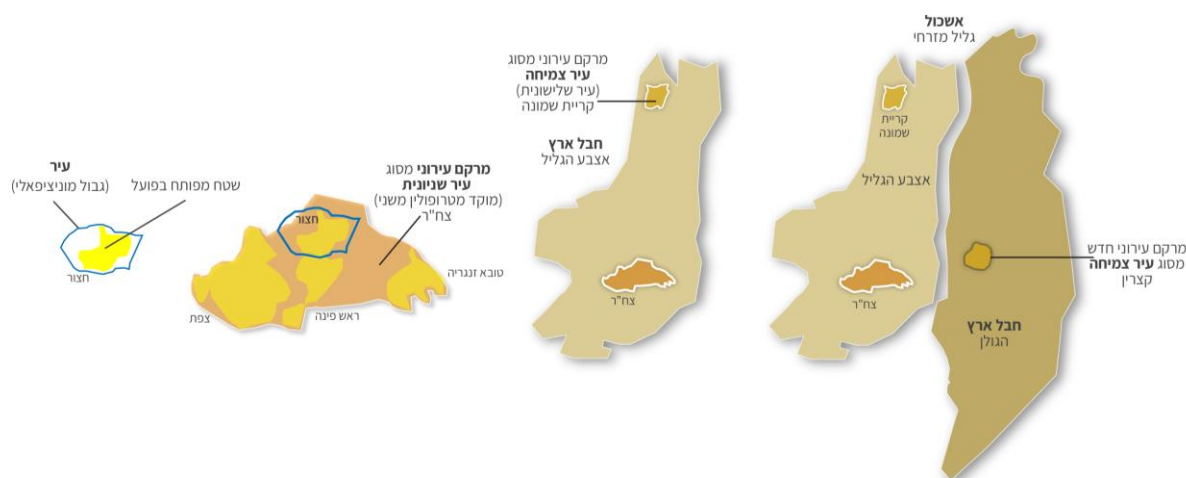 אשכול
גליל מזרחי
קריית
שמונה
אצבע הגליל
צח"ר
מרקם עירוני חדש
מסוג עיר צמיחה
קצרין
חבל ארץ
הגולן
מרקם עירוני מסוג
עיר צמיחה
(עיר שלישונית)
קריית שמונה
חבל ארץ
אצבע הגליל
צח"ר
מרקם עירוני מסוג
עיר שניונית
(מוקד מטרופולין משני)
צח"ר
חצור
טובא זנגריה
ראש פינה
צפת
עיר
(גבול מוניציפאלי)
שטח מפותח בפועל
חצור